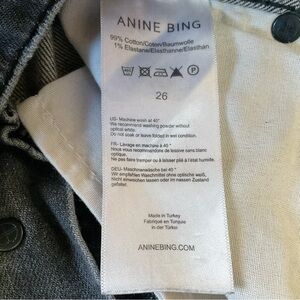 ANINE BING
99% Cotton/Coton/Baumwolle
1% Elastane/Elasthanne/Elasthan
26
US- Machine wash at 40°
We recommend washing powder without
optical white.
Do not soak or leave folded in wet condition.
FR- Lavage en machine à 40°
Nous vous recommandons de lessive sans blanc
optique.
Ne pas faire tremper ou à laisser plié à l'état humide.
DEU- Maschinenwäsche bei 40°
Wir empfehlen Waschmittel ohne optische weiß.
Nicht einweichen lassen oder im nassen Zustand
gefaltet.
Made in Turkey
Fabriqué en Turquie
in der Türkei
ANINEBING.COM